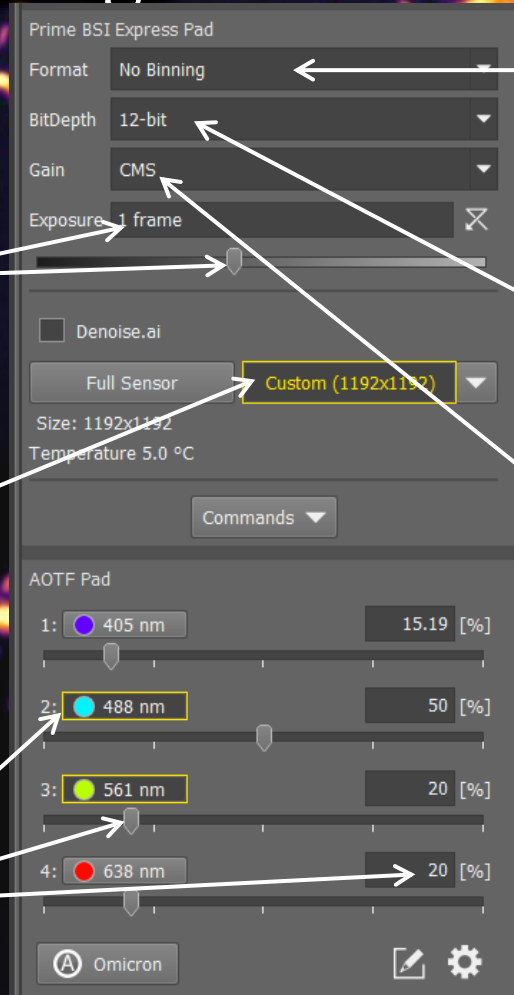 Prime BSI Express Pad
Format No Binning
BitDepth 12-bit
Gain CMS
Exposure 1 frame
Denoise.ai
Full Sensor Custom (1192x1192)
Size: 1192x1192
Temperature 5.0 °C
Commands
AOTF Pad
1: 405 nm 15.19 [%]
2: 488 nm 50 [%]
3: 561 nm 20 [%]
4: 638 nm 20 [%]
A Omicron